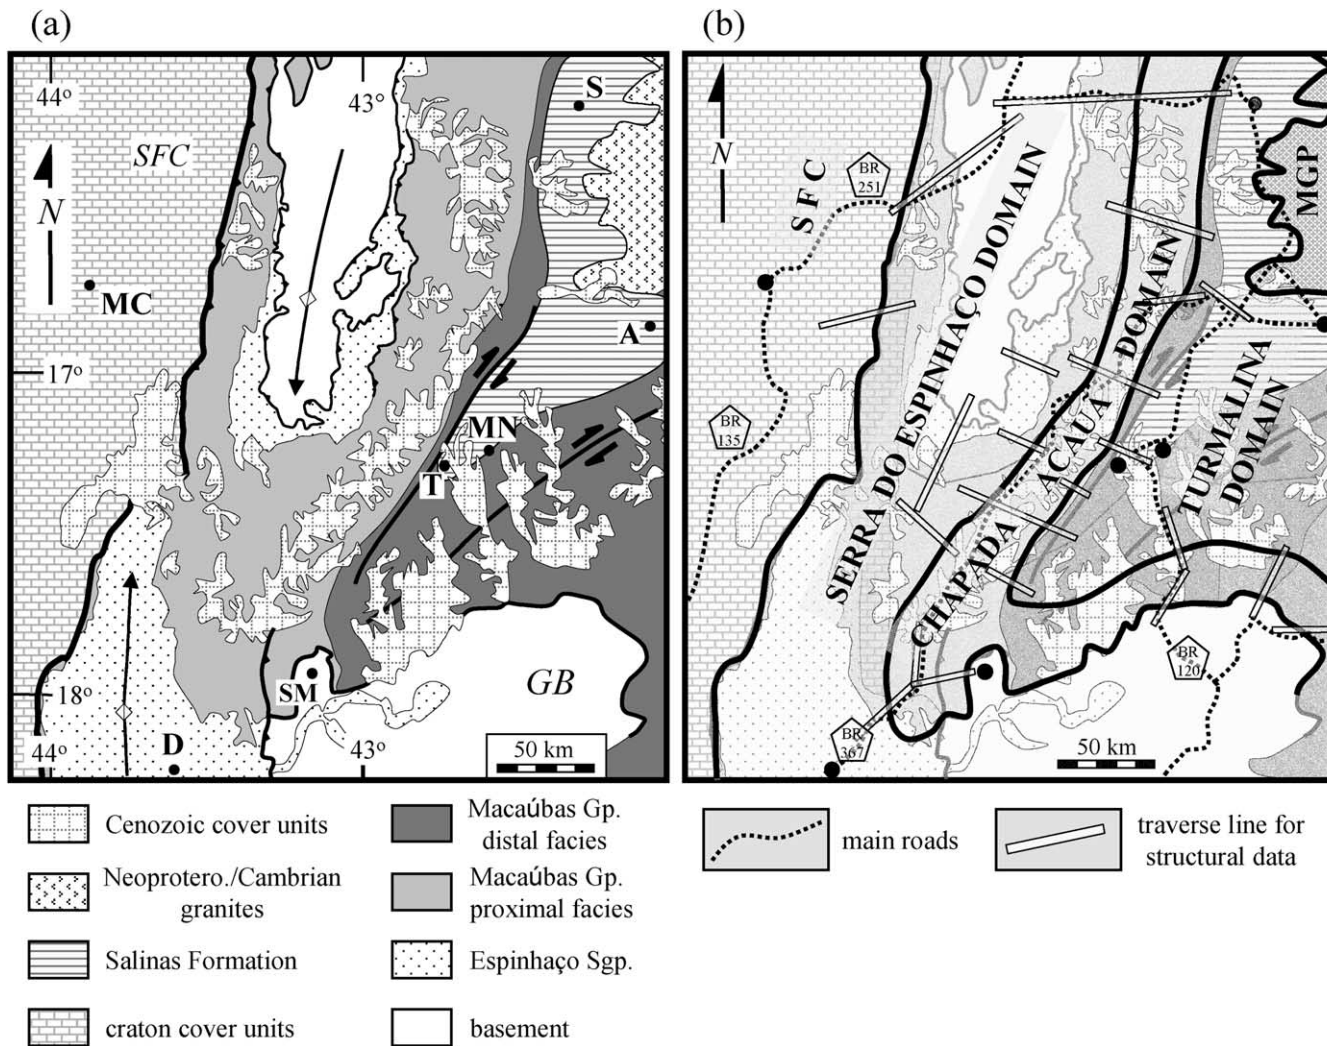 (a)
(b)
44°
43°
S
SFC
N
MC
A
17°
MN
T
18°
SM
GB
44°
D
43°
50 km
N
SFC
BR
251
MGP
BR
135
SERRA DO ESPINHAÇO DOMAIN
CHAPADA ACAUÃ DOMAIN
TURMALINA
DOMAIN
BR
120
BR
367
50 km
Cenozoic cover units
Neoprotero./Cambrian
granites
Salinas Formation
craton cover units
Macaúbas Gp.
distal facies
Macaúbas Gp.
proximal facies
Espinhaço Sgp.
basement
main roads
traverse line for
structural data